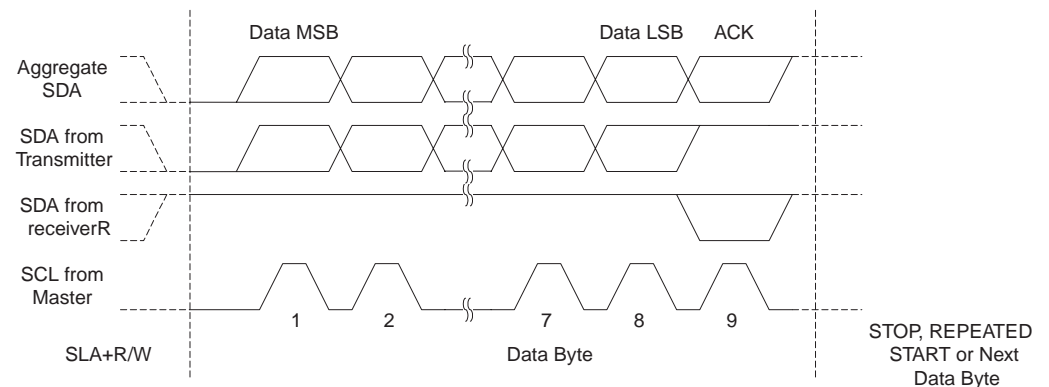 Data MSB
Data LSB
ACK
Aggregate
SDA
SDA from
Transmitter
SDA from
receiverR
SCL from
Master
1
2
7
8
9
SLA+R/W
Data Byte
STOP, REPEATED
START or Next
Data Byte